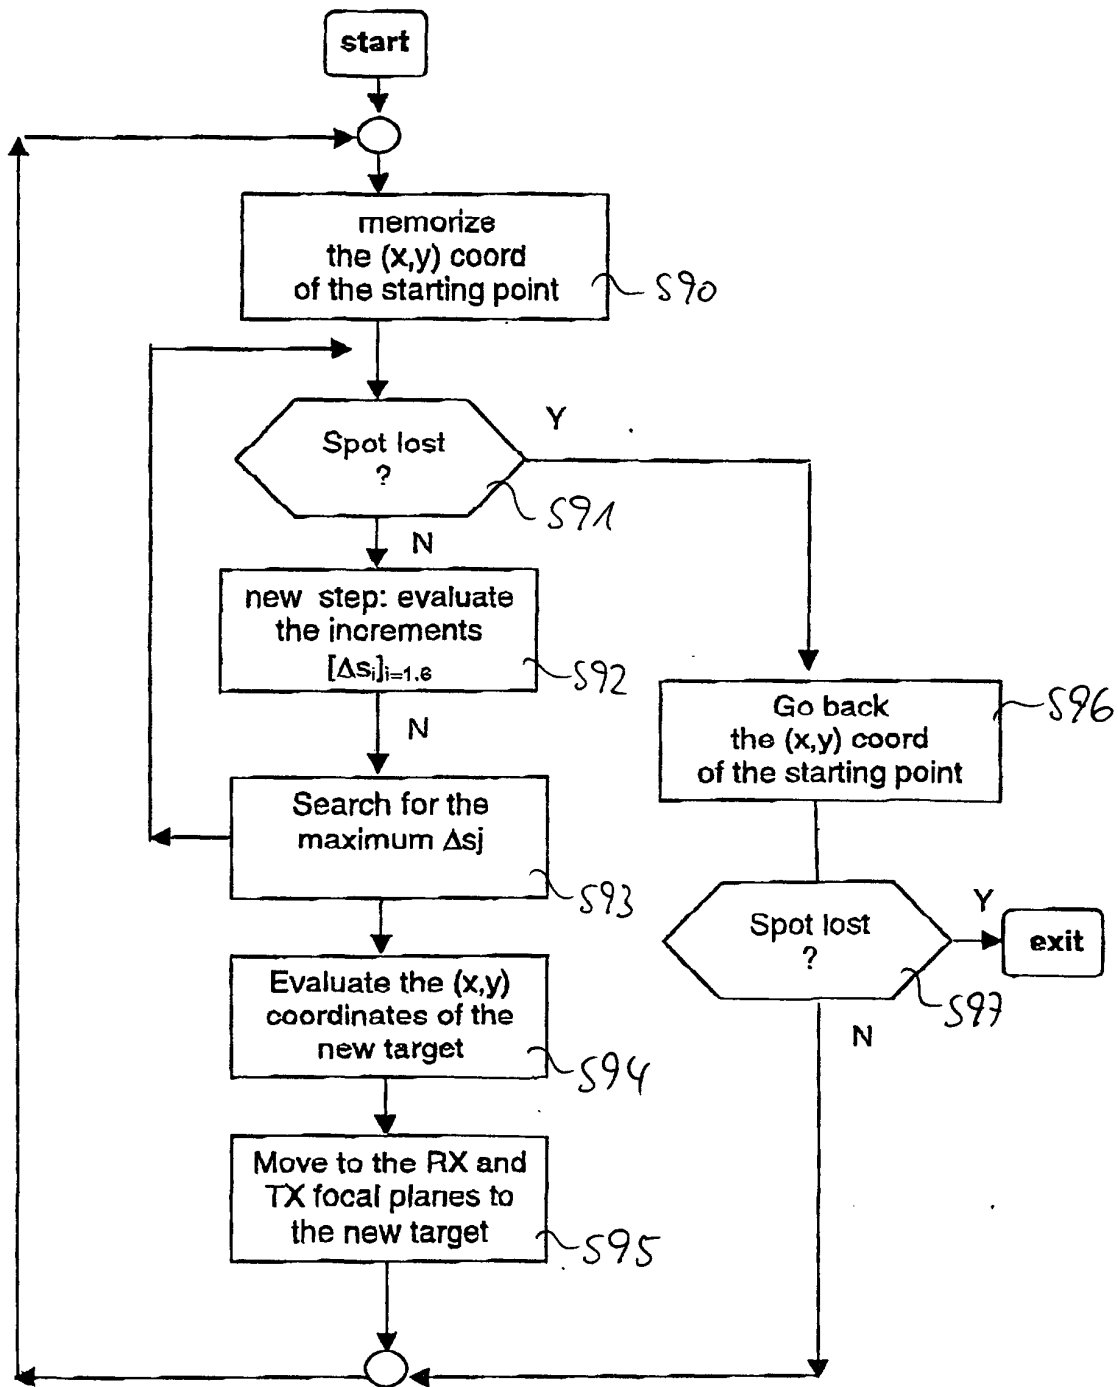 start
memorize
the (x,y) coord
of the starting point
S90
Spot lost
?
Y
S91
N
new step: evaluate
the increments
[Δsi]i=1.6
S92
N
Search for the
maximum Δsj
S93
Evaluate the (x,y)
coordinates of the
new target
S94
Move to the RX and
TX focal planes to
the new target
S95
Go back
the (x,y) coord
of the starting point
S96
Spot lost
?
Y
exit
S97
N